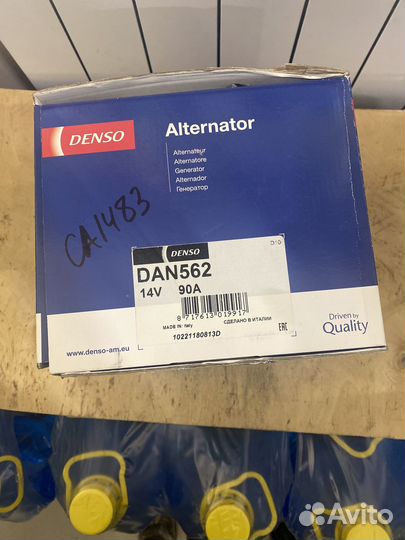 DENSO
Alternator
Alternateur
Alternatore
Generator
Alternador
Генератор
CA1483
DENSO
D10
DAN562
14V 90A
8 717613 019917
MADE IN: Italy СДЕЛАНО В ИТАЛИИ
EAC
10221180813D
www.denso-am.eu
Driven by
Quality
Avito